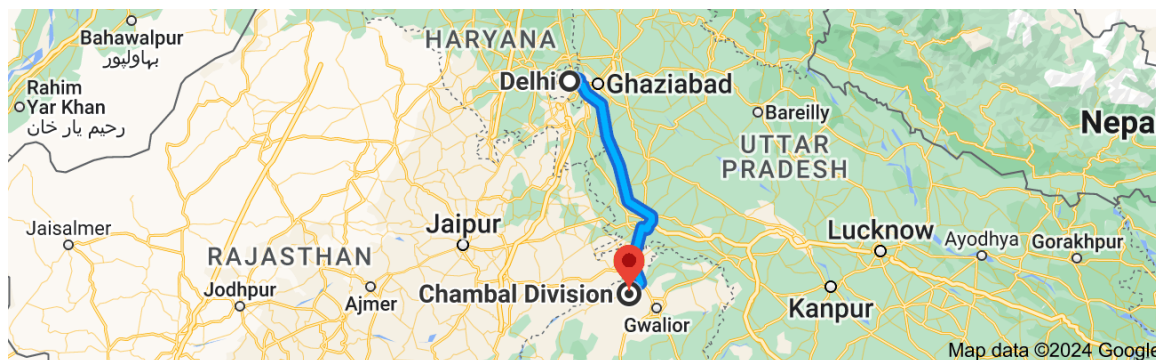 Bahawalpur
بہاولپور
HARYANA
Delhi
Ghaziabad
Rahim
Yar Khan
رحیم یار خان
Bareilly
Nepa
UTTAR
PRADESH
Jaisalmer
Jaipur
RAJASTHAN
Lucknow
Ayodhya
Gorakhpur
Jodhpur
Ajmer
Chambal Division
Gwalior
Kanpur
Map data ©2024 Google